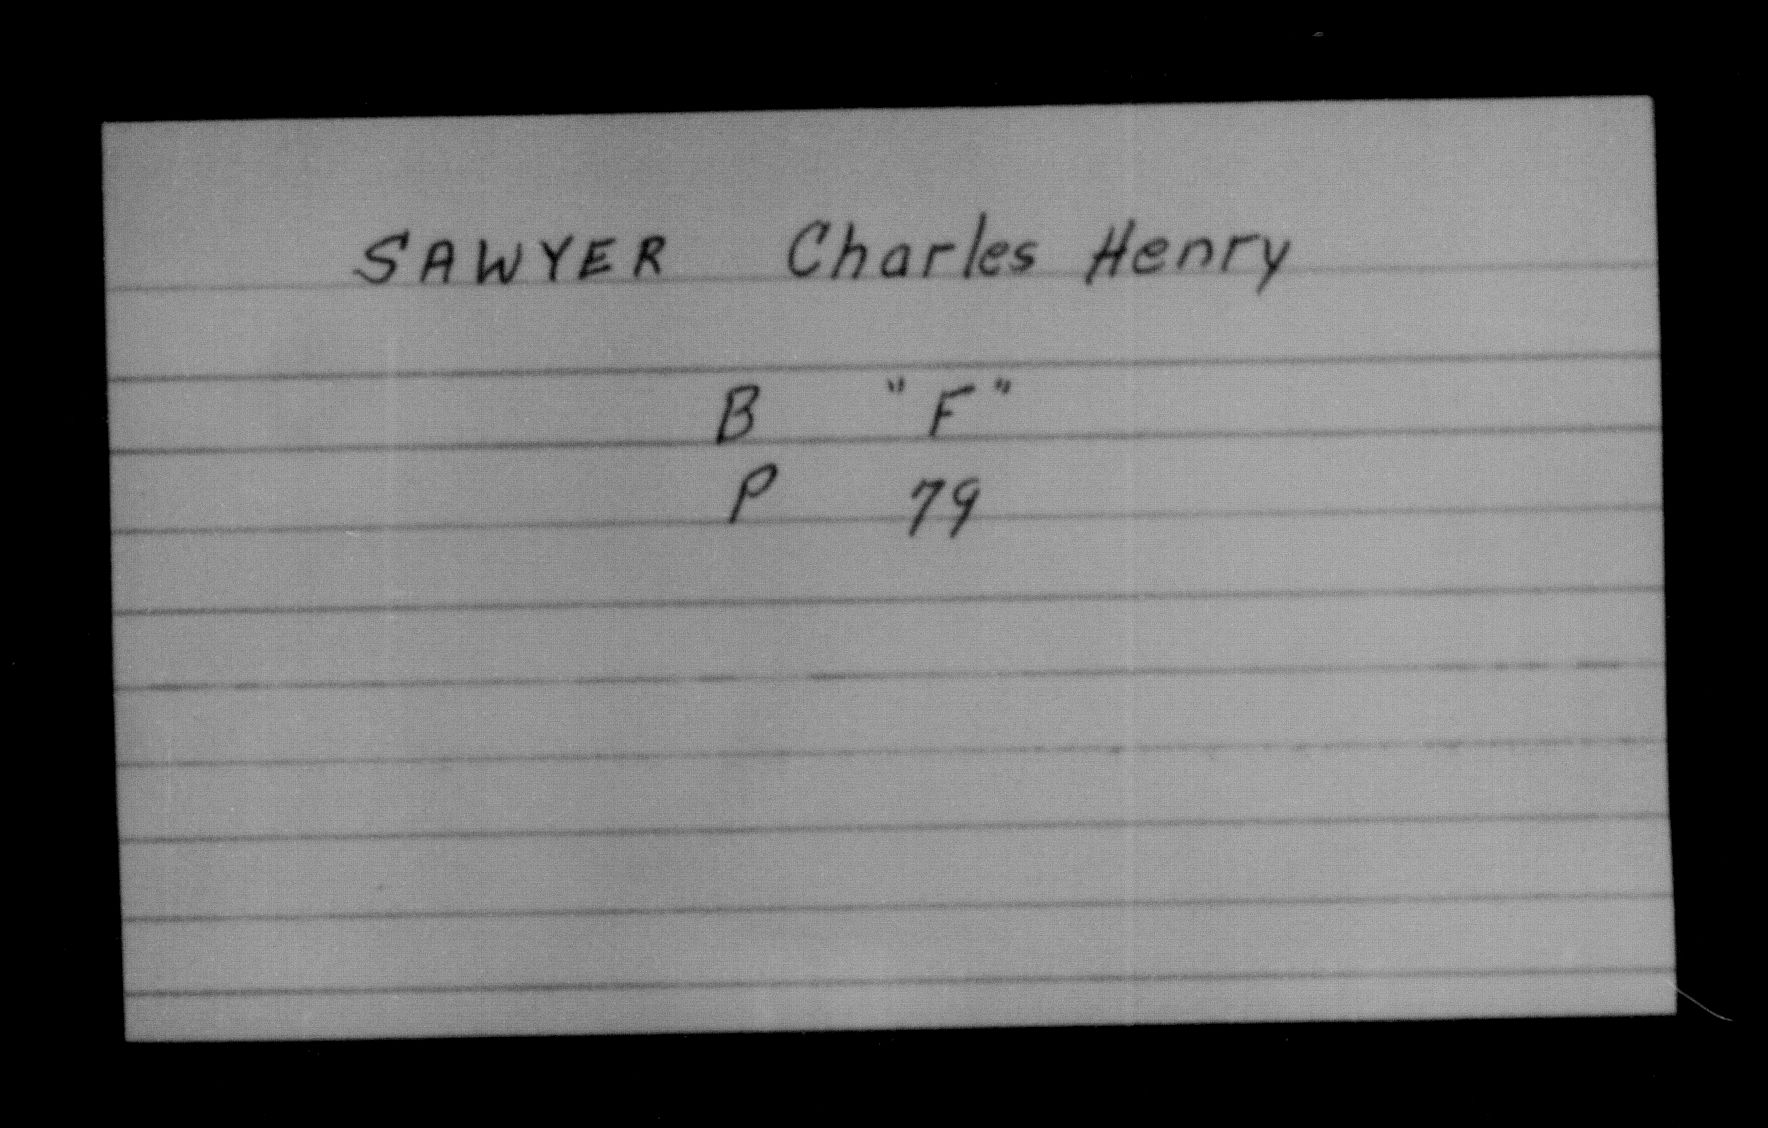 SAWYER Charles Henry
B "F"
P 79